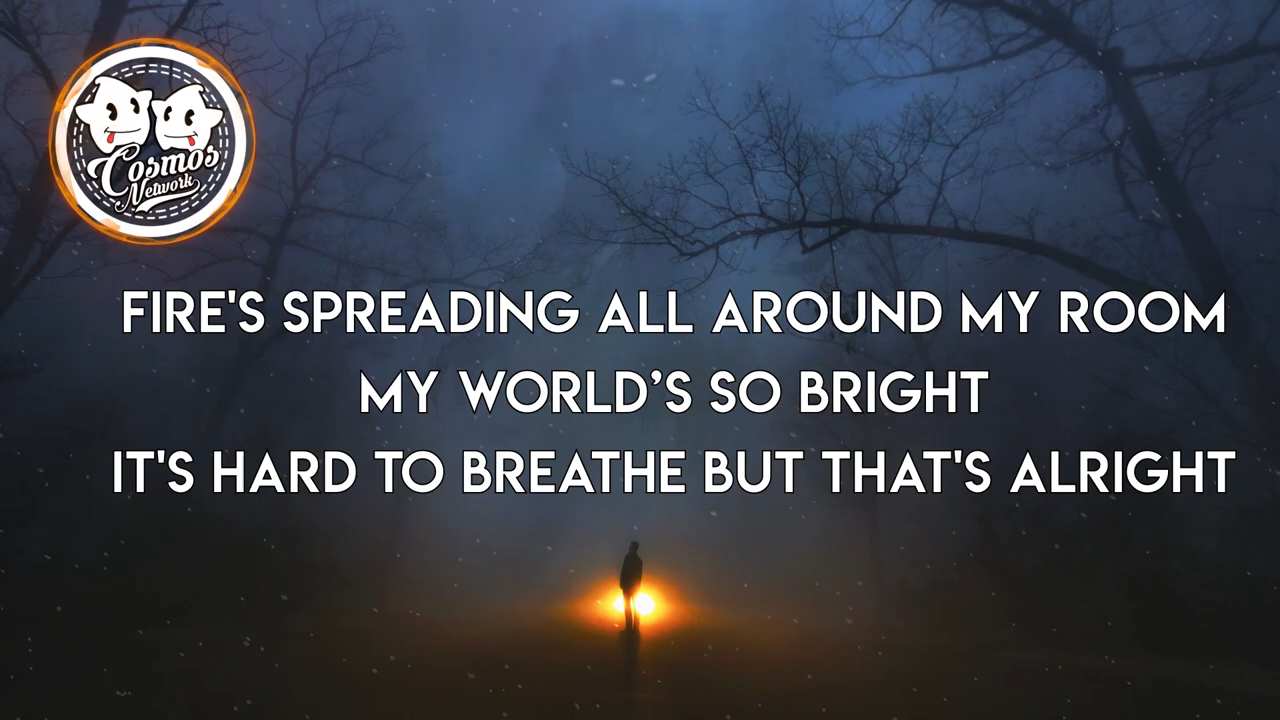 Cosmos
Network
FIRE'S SPREADING ALL AROUND MY ROOM
MY WORLD’S SO BRIGHT
IT'S HARD TO BREATHE BUT THAT'S ALRIGHT